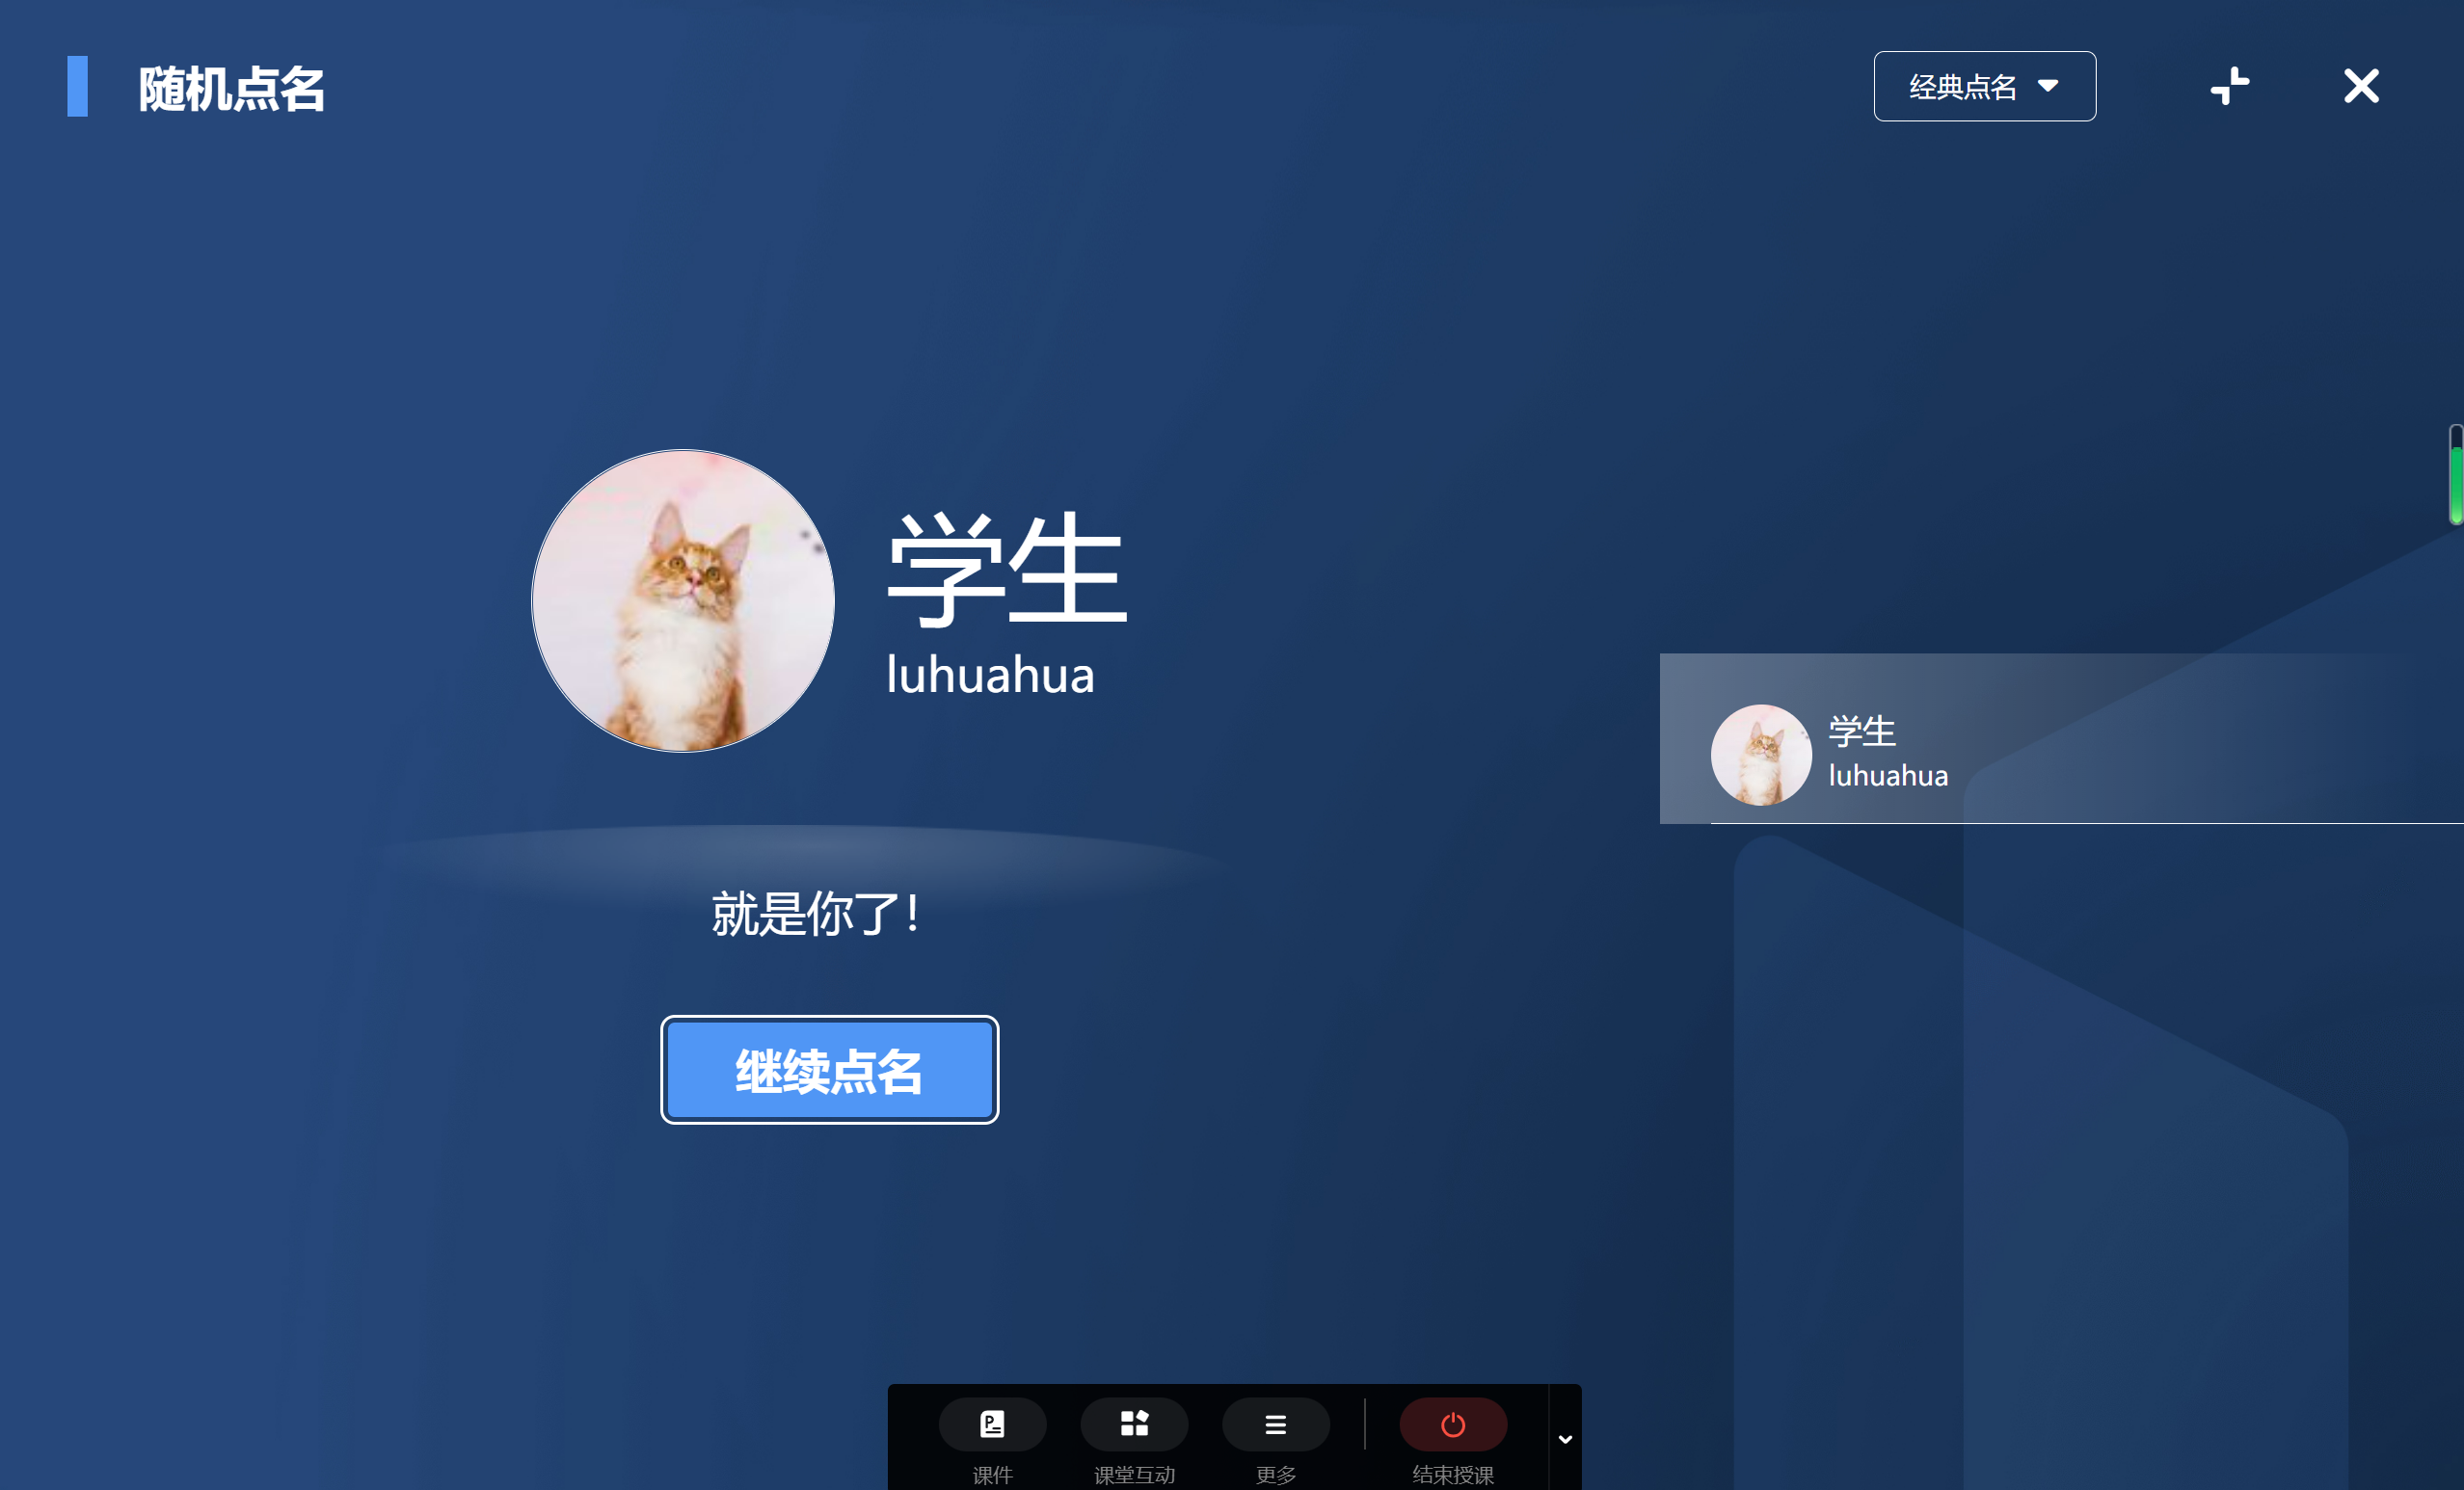 随机点名
经典点名
学生
luhuahua
学生
luhuahua
就是你了！
继续点名
课件
课堂互动
更多
结束授课